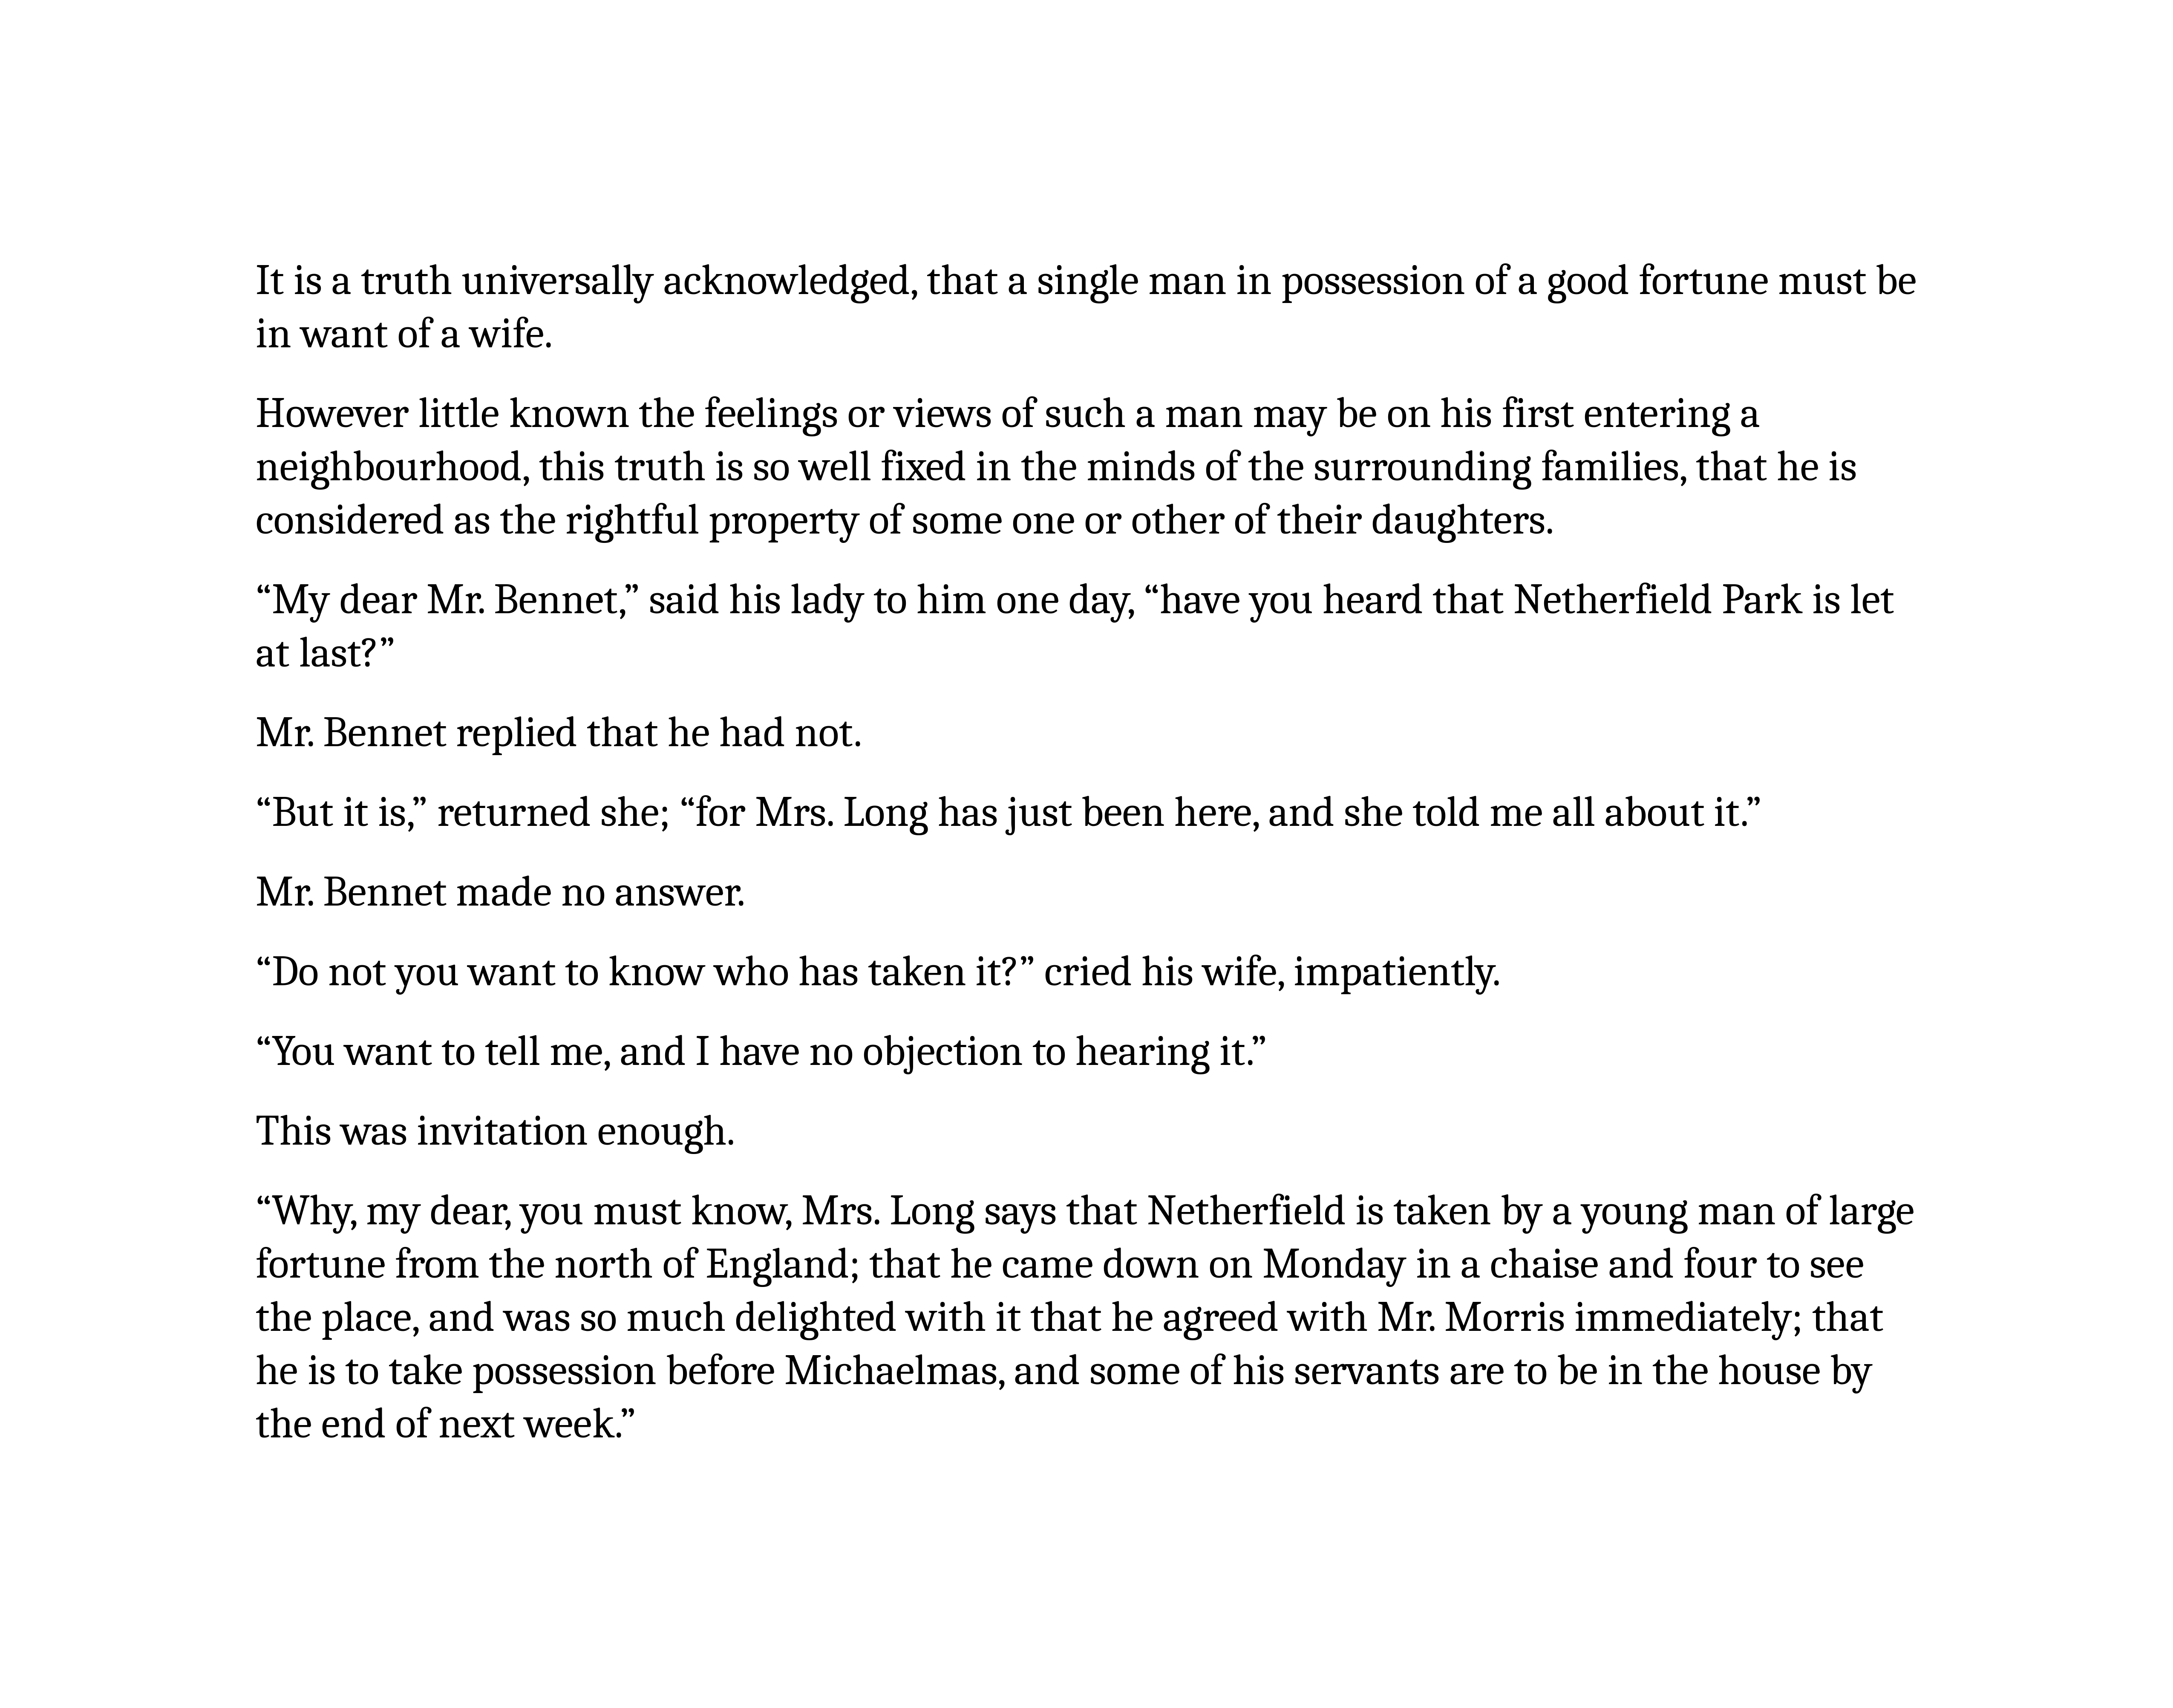 It is a truth universally acknowledged, that a single man in possession of a good fortune must be
in want of a wife.
However little known the feelings or views of such a man may be on his first entering a
neighbourhood, this truth is so well fixed in the minds of the surrounding families, that he is
considered as the rightful property of some one or other of their daughters.
“My dear Mr. Bennet,” said his lady to him one day, “have you heard that Netherfield Park is let
at last?”
Mr. Bennet replied that he had not.
“But it is,” returned she; “for Mrs. Long has just been here, and she told me all about it.”
Mr. Bennet made no answer.
“Do not you want to know who has taken it?” cried his wife, impatiently.
“You want to tell me, and I have no objection to hearing it.”
This was invitation enough.
“Why, my dear, you must know, Mrs. Long says that Netherfield is taken by a young man of large
fortune from the north of England; that he came down on Monday in a chaise and four to see
the place, and was so much delighted with it that he agreed with Mr. Morris immediately; that
he is to take possession before Michaelmas, and some of his servants are to be in the house by
the end of next week.”